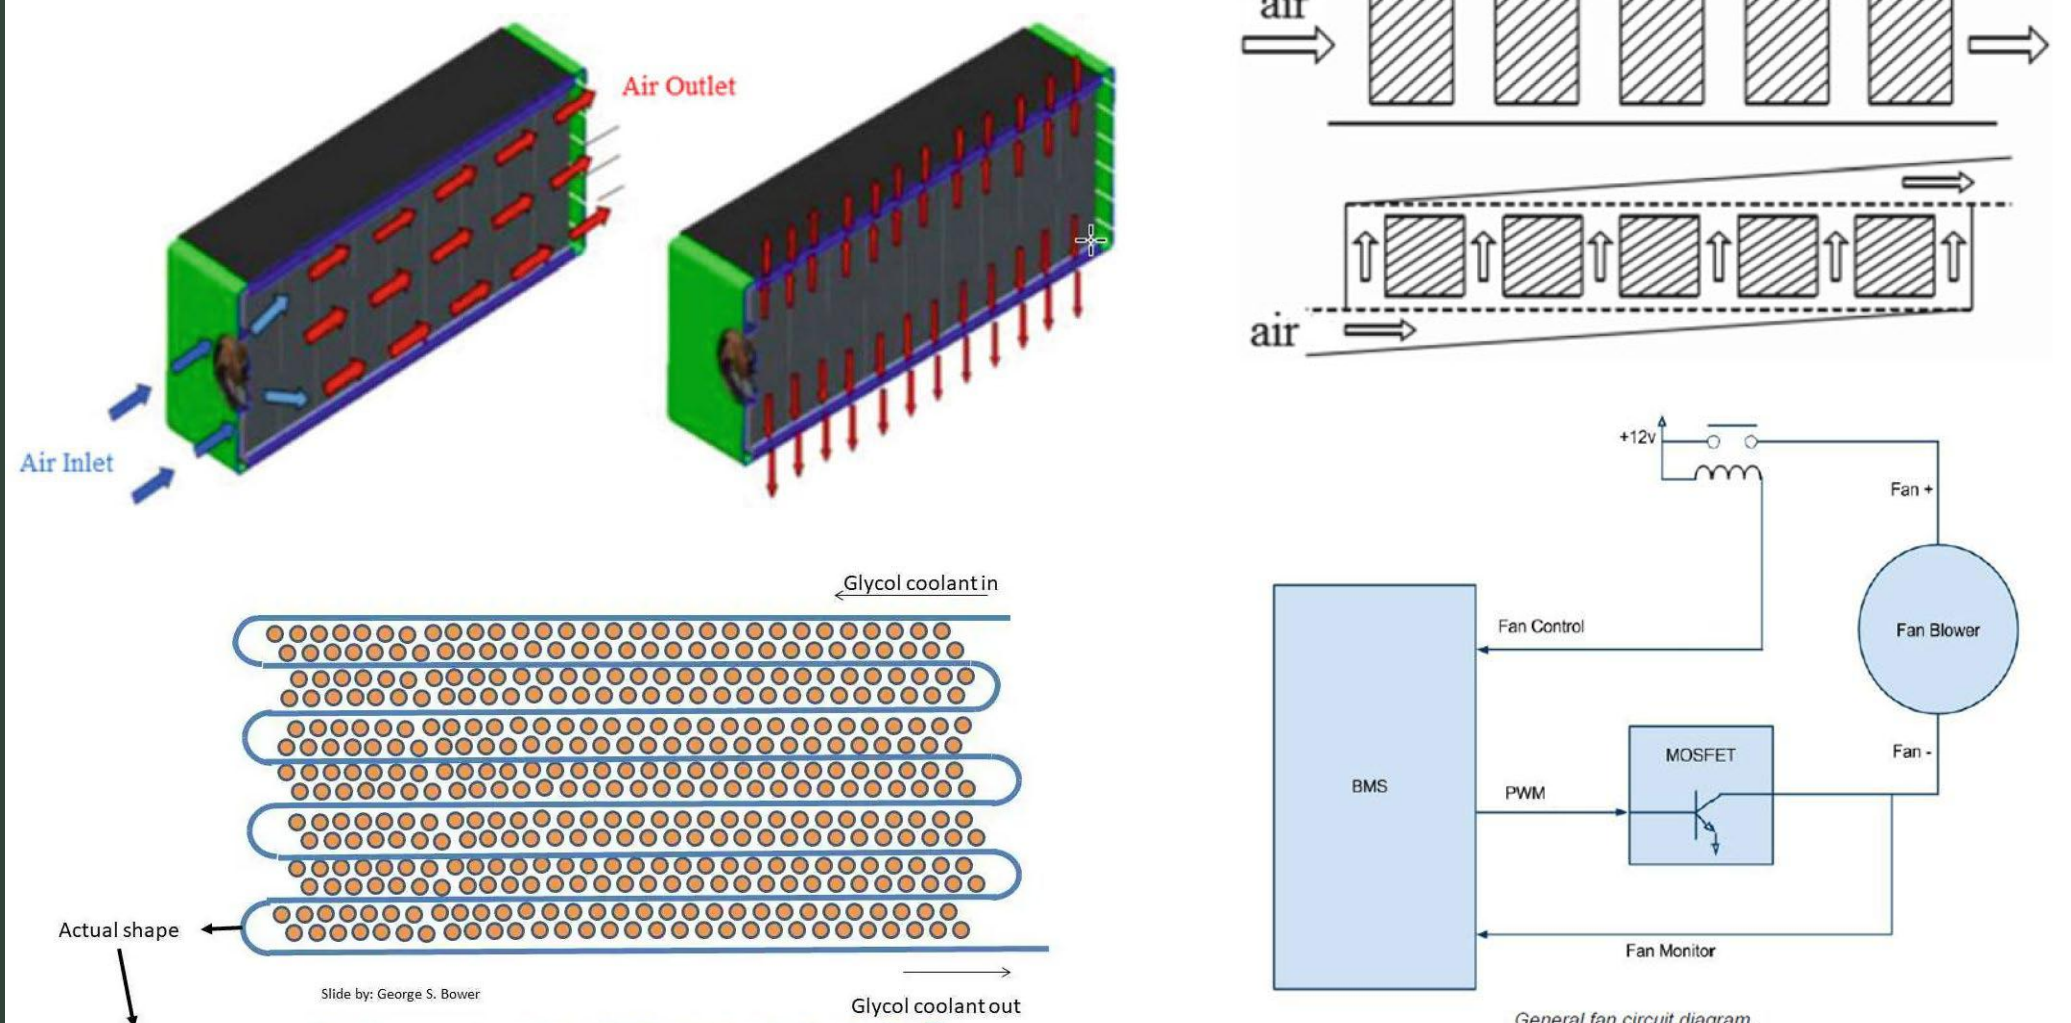 Air Outlet
Air Inlet
air
air
+12v
Fan +
Fan Control
Fan Blower
MOSFET
Fan -
BMS
PWM
Fan Monitor
General fan circuit diagram
Glycol coolant in
Actual shape
Slide by: George S. Bower
Glycol coolant out